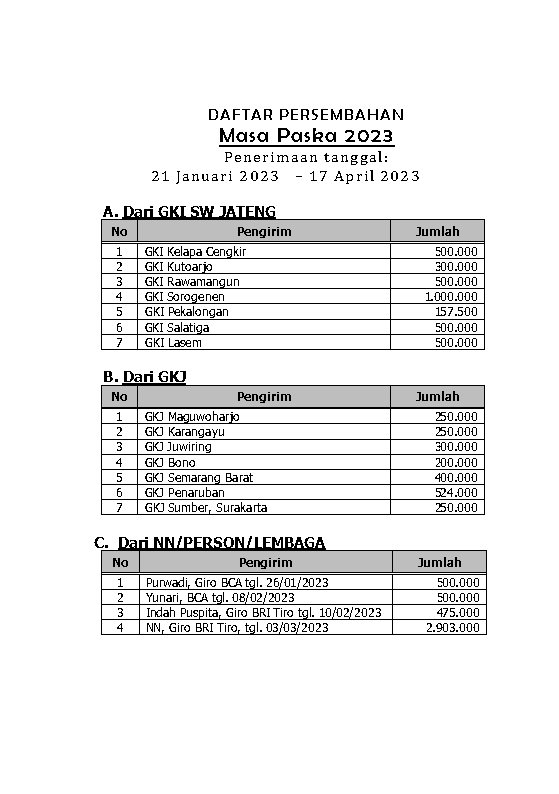 DAFTAR PERSEMBAHAN
Masa Paska 2023
Penerimaan tanggal:
21 Januari 2023 – 17 April 2023
A. Dari GKI SW JATENG
No Pengirim Jumlah
1 GKI Kelapa Cengkir 500.000
2 GKI Kutoarjo 300.000
3 GKI Rawamangun 500.000
4 GKI Sorogenen 1.000.000
5 GKI Pekalongan 157.500
6 GKI Salatiga 500.000
7 GKI Lasem 500.000
B. Dari GKJ
No Pengirim Jumlah
1 GKJ Maguwoharjo 250.000
2 GKJ Karangayu 250.000
3 GKJ Juwiring 300.000
4 GKJ Bono 200.000
5 GKJ Semarang Barat 400.000
6 GKJ Penaruban 524.000
7 GKJ Sumber, Surakarta 250.000
C. Dari NN/PERSON/LEMBAGA
No Pengirim Jumlah
1 Purwadi, Giro BCA tgl. 26/01/2023 500.000
2 Yunari, BCA tgl. 08/02/2023 500.000
3 Indah Puspita, Giro BRI Tiro tgl. 10/02/2023 475.000
4 NN, Giro BRI Tiro, tgl. 03/03/2023 2.903.000